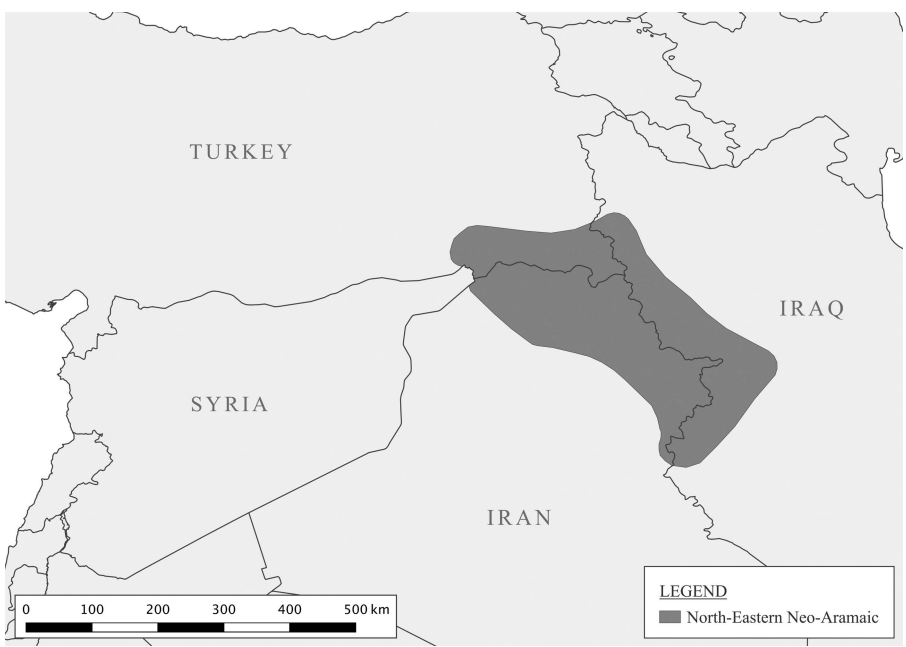 TURKEY
IRAQ
SYRIA
IRAN
LEGEND
North-Eastern Neo-Aramaic
0 100 200 300 400 500 km